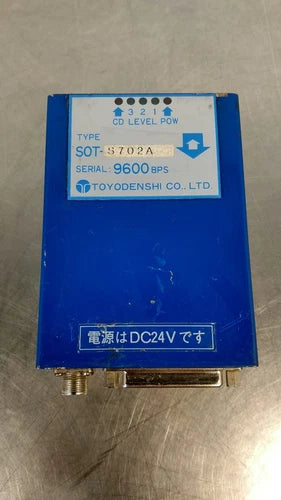 3 2 1
CD LEVEL POW
TYPE
SOT-S702A
SERIAL: 9600 BPS
TOYODENSHI CO., LTD.
電源はDC24Vです